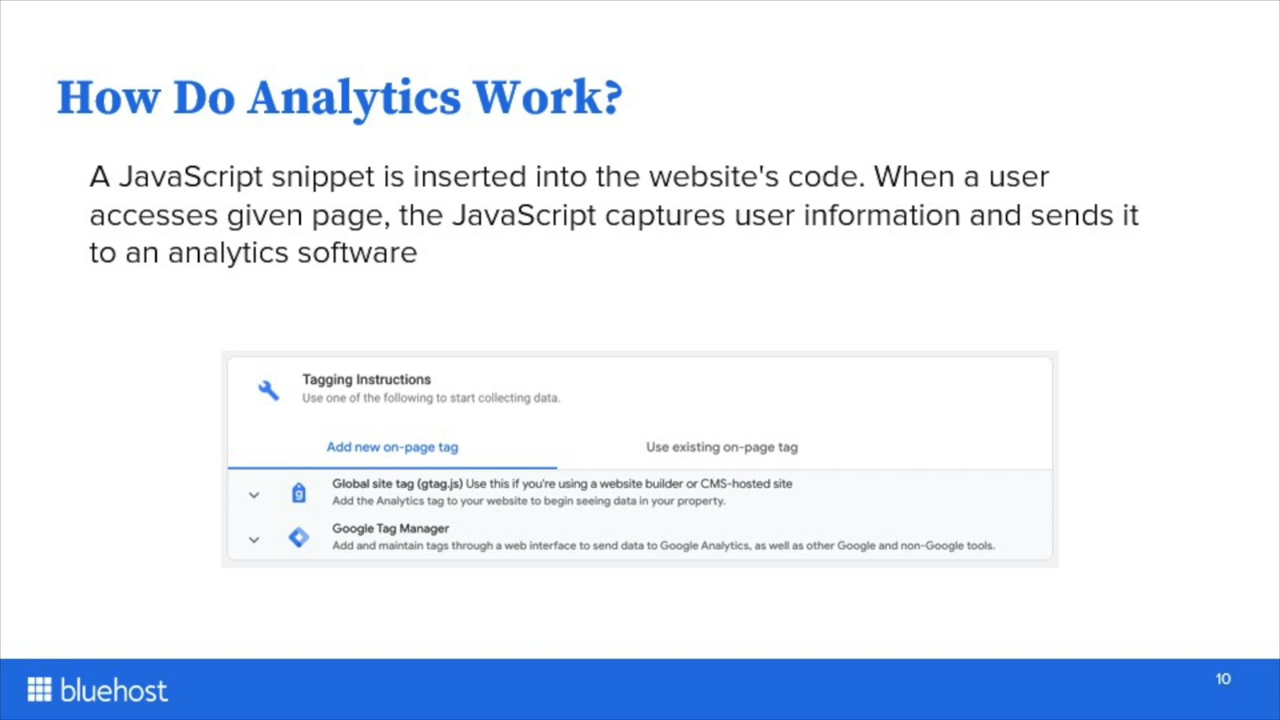 How Do Analytics Work?
A JavaScript snippet is inserted into the website's code. When a user
accesses given page, the JavaScript captures user information and sends it
to an analytics software
Tagging Instructions
Use one of the following to start collecting data.
Add new on-page tag
Use existing on-page tag
Global site tag (gtag.js) Use this if you're using a website builder or CMS-hosted site
Add the Analytics tag to your website to begin seeing data in your property.
Google Tag Manager
Add and maintain tags through a web interface to send data to Google Analytics, as well as other Google and non-Google tools.
bluehost
10